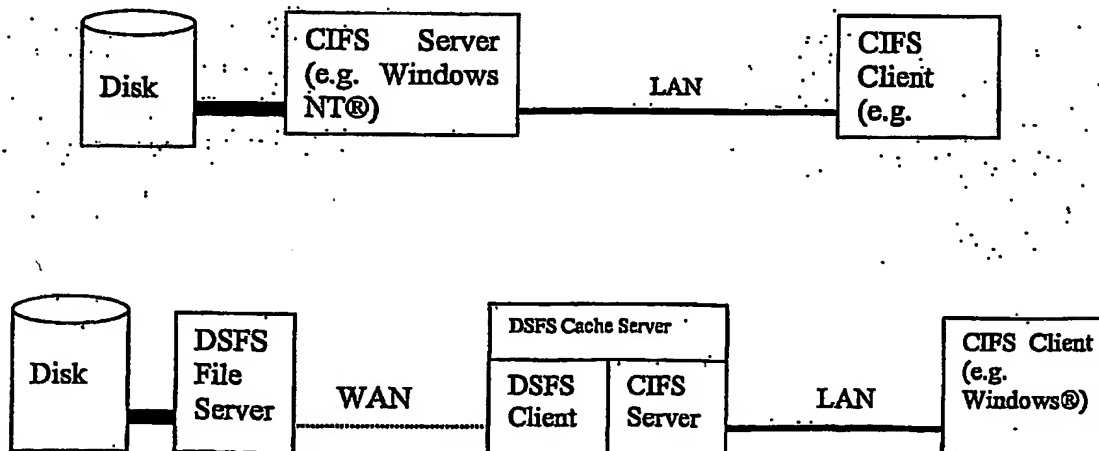 Disk
CIFS Server
(e.g. Windows
NT®)
LAN
CIFS
Client
(e.g.
Disk
DSFS
File
Server
WAN
DSFS Cache Server
DSFS
Client
CIFS
Server
LAN
CIFS Client
(e.g.
Windows®)